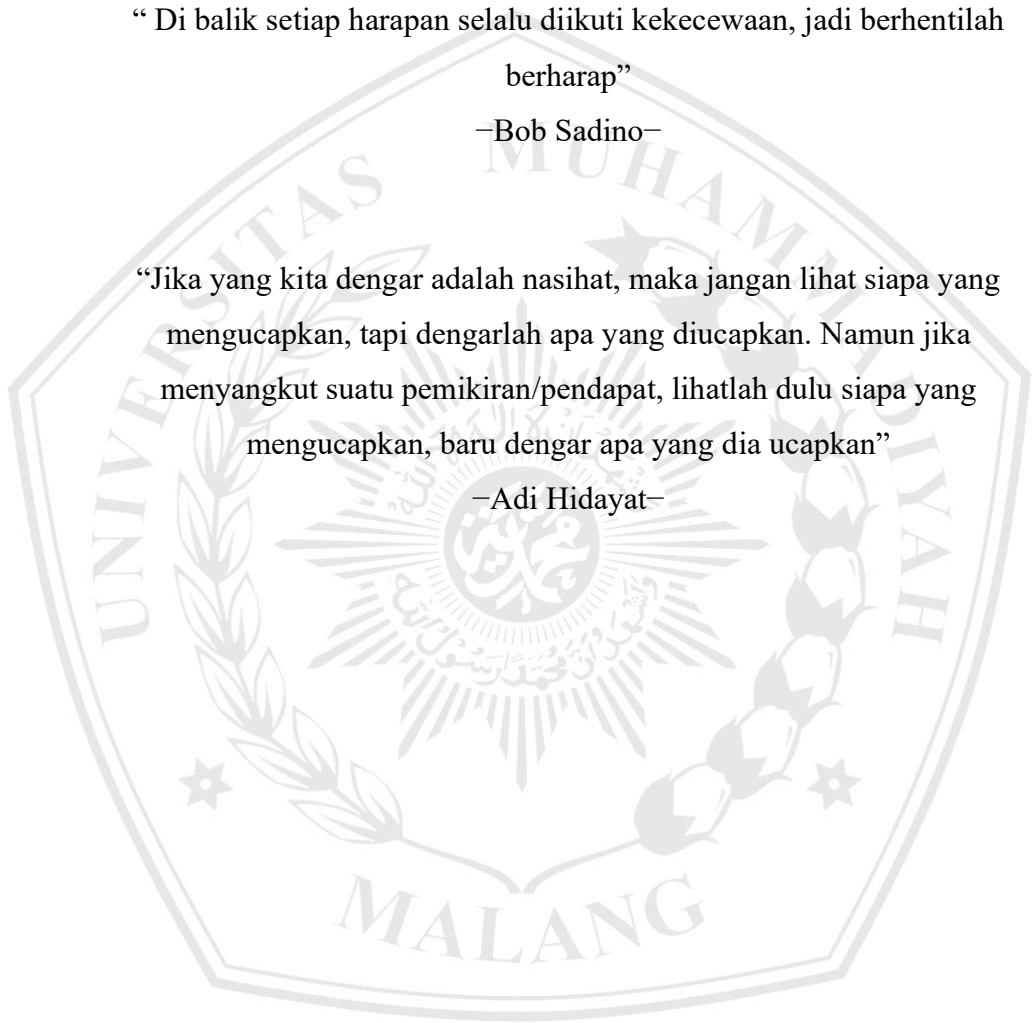 “ Di balik setiap harapan selalu diikuti kekecewaan, jadi berhentilah
berharap”
−Bob Sadino−
“Jika yang kita dengar adalah nasihat, maka jangan lihat siapa yang
mengucapkan, tapi dengarlah apa yang diucapkan. Namun jika
menyangkut suatu pemikiran/pendapat, lihatlah dulu siapa yang
mengucapkan, baru dengar apa yang dia ucapkan”
−Adi Hidayat−
UNIVERSITAS MUHAMMADIYAH
MALANG